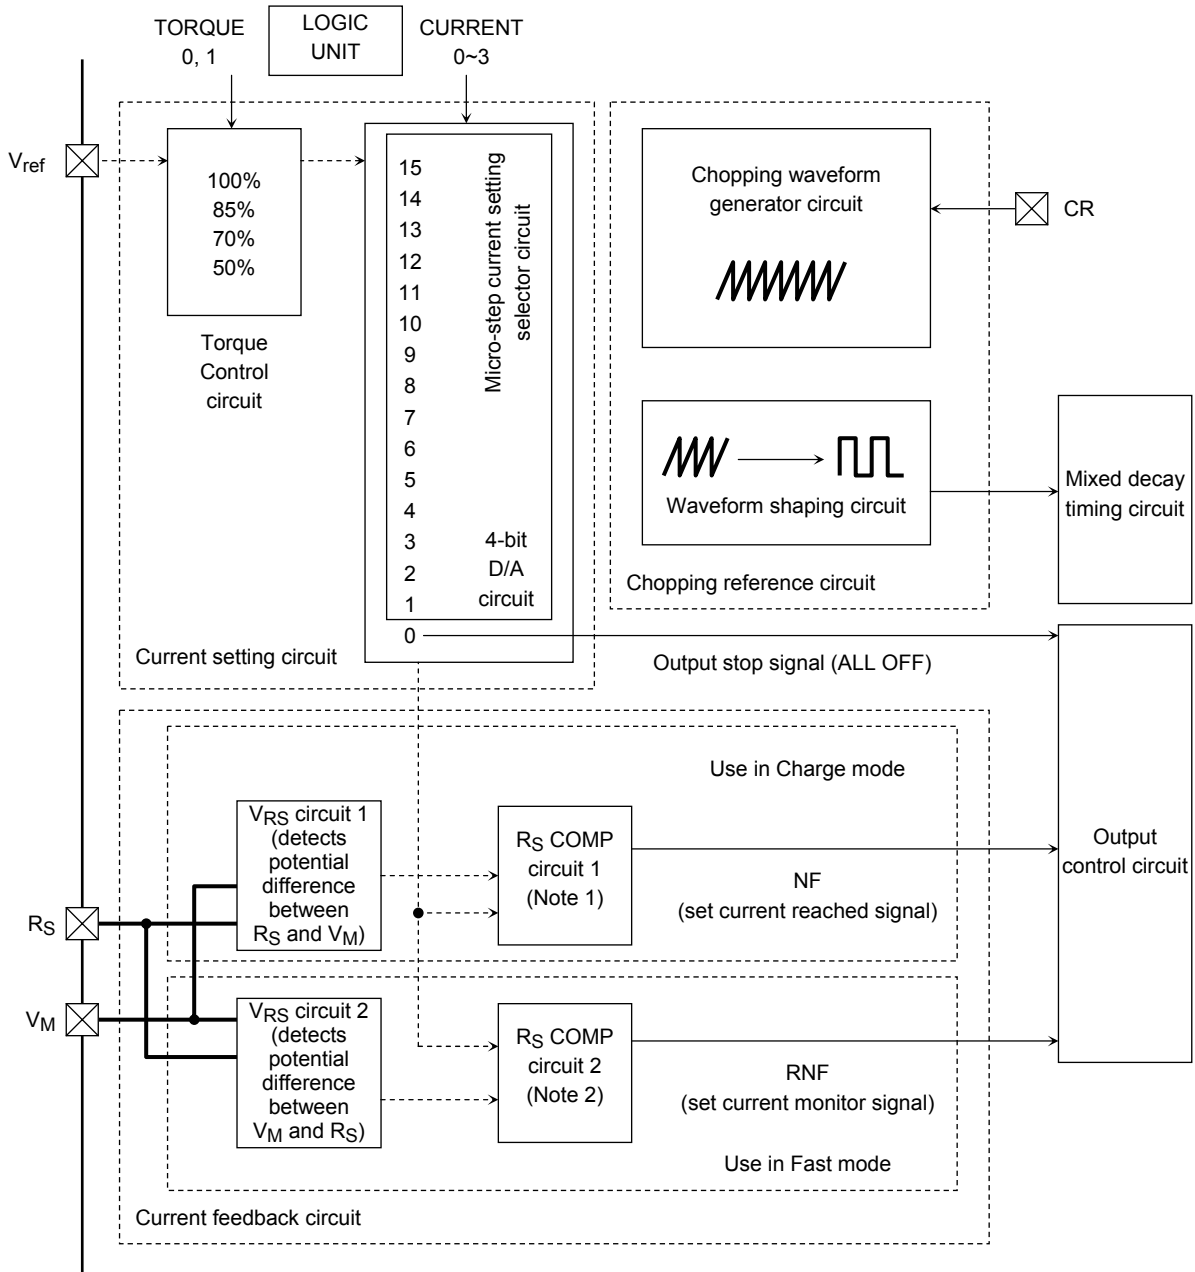 TORQUE
0, 1
LOGIC
UNIT
CURRENT
0~3
Vref
100%
85%
70%
50%
Torque
Control
circuit
15
14
13
12
11
10
9
8
7
6
5
4
3
2
1
0
Micro-step current setting
selector circuit
4-bit
D/A
circuit
Current setting circuit
Chopping waveform
generator circuit
CR
Waveform shaping circuit
Chopping reference circuit
Mixed decay
timing circuit
Output stop signal (ALL OFF)
Output
control circuit
Use in Charge mode
VRS circuit 1
(detects
potential
difference
between
RS and VM)
RS COMP
circuit 1
(Note 1)
NF
(set current reached signal)
RS
VM
VRS circuit 2
(detects
potential
difference
between
VM and RS)
RS COMP
circuit 2
(Note 2)
RNF
(set current monitor signal)
Use in Fast mode
Current feedback circuit